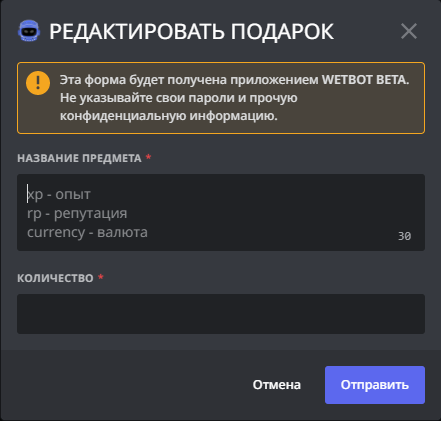 РЕДАКТИРОВАТЬ ПОДАРОК
Эта форма будет получена приложением WETBOT BETA.
Не указывайте свои пароли и прочую
конфиденциальную информацию.
НАЗВАНИЕ ПРЕДМЕТА *
xp - опыт
rp - репутация
currency - валюта
30
КОЛИЧЕСТВО *
Отмена
Отправить